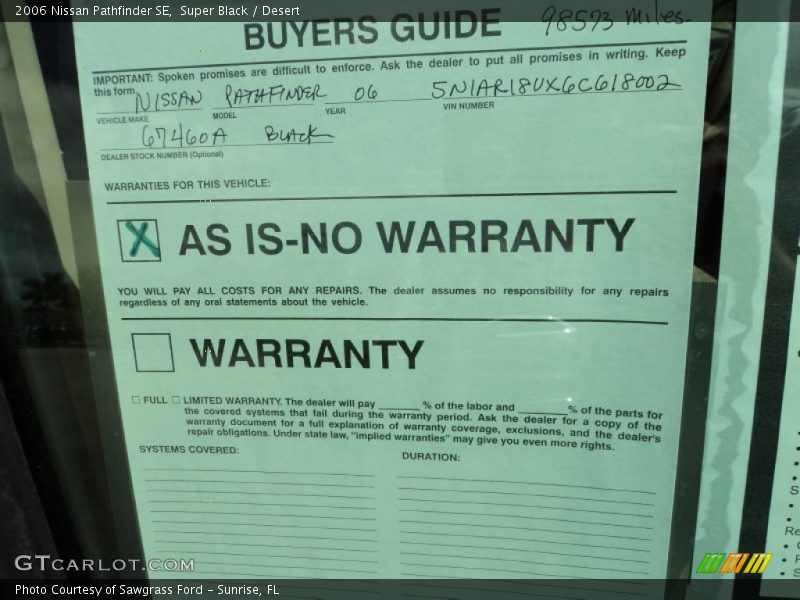 2006 Nissan Pathfinder SE,  Super Black / Desert
BUYERS GUIDE 98573 Miles.
IMPORTANT: Spoken promises are difficult to enforce. Ask the dealer to put all promises in writing. Keep
this form.
NISSAN PATHFINDER 06 5N1AR18UX6C618002
VEHICLE MAKE MODEL YEAR VIN NUMBER
67460A BLACK
DEALER STOCK NUMBER (Optional)
WARRANTIES FOR THIS VEHICLE:
X AS IS-NO WARRANTY
YOU WILL PAY ALL COSTS FOR ANY REPAIRS. The dealer assumes no responsibility for any repairs
regardless of any oral statements about the vehicle.
WARRANTY
☐ FULL ☐ LIMITED WARRANTY. The dealer will pay ______ % of the labor and ______ % of the parts for
the covered systems that fail during the warranty period. Ask the dealer for a copy of the
warranty document for a full explanation of warranty coverage, exclusions, and the dealer's
repair obligations. Under state law, "implied warranties" may give you even more rights.
SYSTEMS COVERED: DURATION:
GTCARLOT.COM
Photo Courtesy of Sawgrass Ford – Sunrise, FL